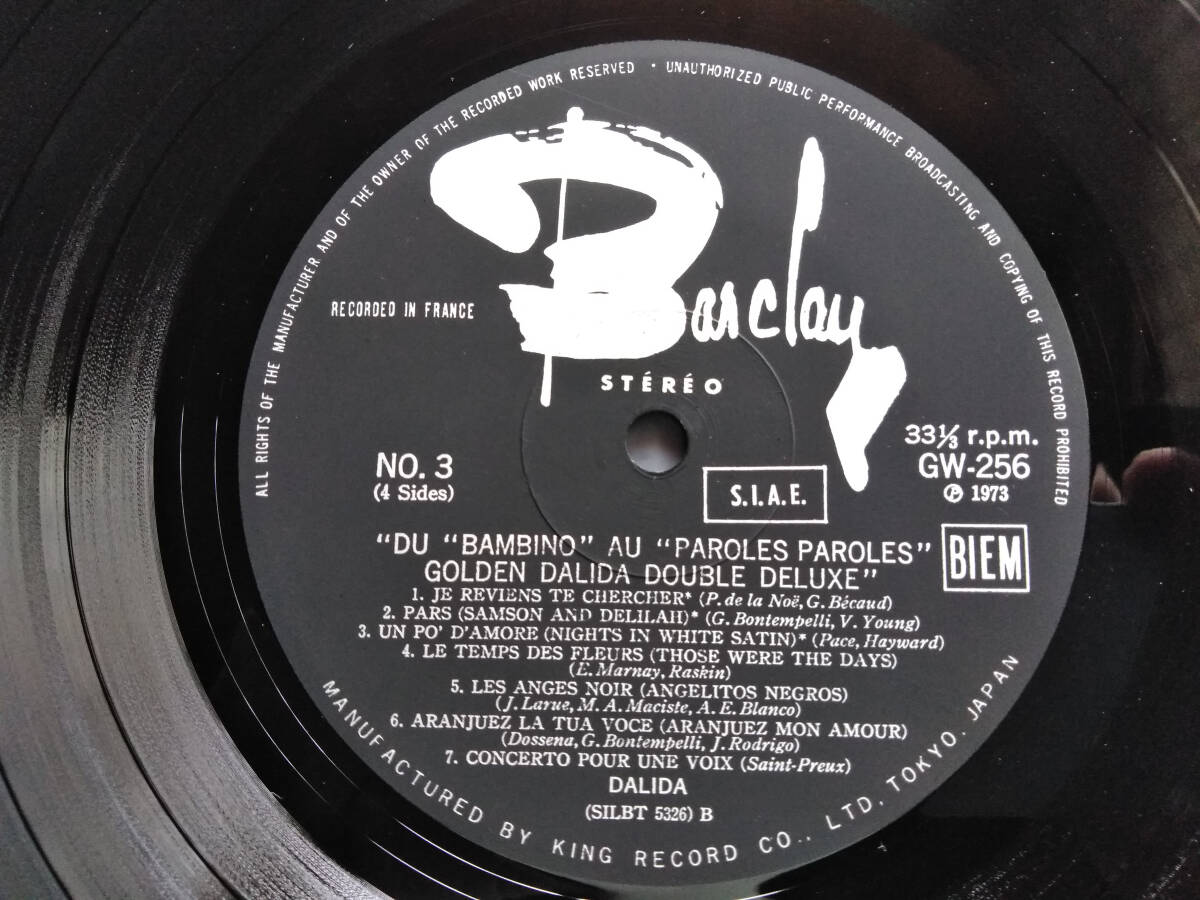 ALL RIGHTS OF THE MANUFACTURER AND OF THE OWNER OF THE RECORDED WORK RESERVED • UNAUTHORIZED PUBLIC PERFORMANCE BROADCASTING AND COPYING OF THIS RECORD PROHIBITED
Barclay
RECORDED IN FRANCE
STÉRÉO
33⅓ r.p.m.
NO. 3
GW-256
(4 Sides)
S.I.A.E.
℗ 1973
"DU "BAMBINO" AU "PAROLES PAROLES"
BIEM
GOLDEN DALIDA DOUBLE DELUXE"
1. JE REVIENS TE CHERCHER* (P. de la Noë, G. Bécaud)
2. PARS (SAMSON AND DELILAH)* (G. Bontempelli, V. Young)
3. UN PO' D'AMORE (NIGHTS IN WHITE SATIN)* (Pace, Hayward)
4. LE TEMPS DES FLEURS (THOSE WERE THE DAYS)
(E. Marnay, Raskin)
5. LES ANGES NOIR (ANGELITOS NEGROS)
(J. Larue, M. A. Maciste, A. E. Blanco)
6. ARANJUEZ LA TUA VOCE (ARANJUEZ MON AMOUR)
(Dossena, G. Bontempelli, J. Rodrigo)
7. CONCERTO POUR UNE VOIX (Saint-Preux)
DALIDA
(SILBT 5326) B
MANUFACTURED BY KING RECORD CO., LTD, TOKYO, JAPAN